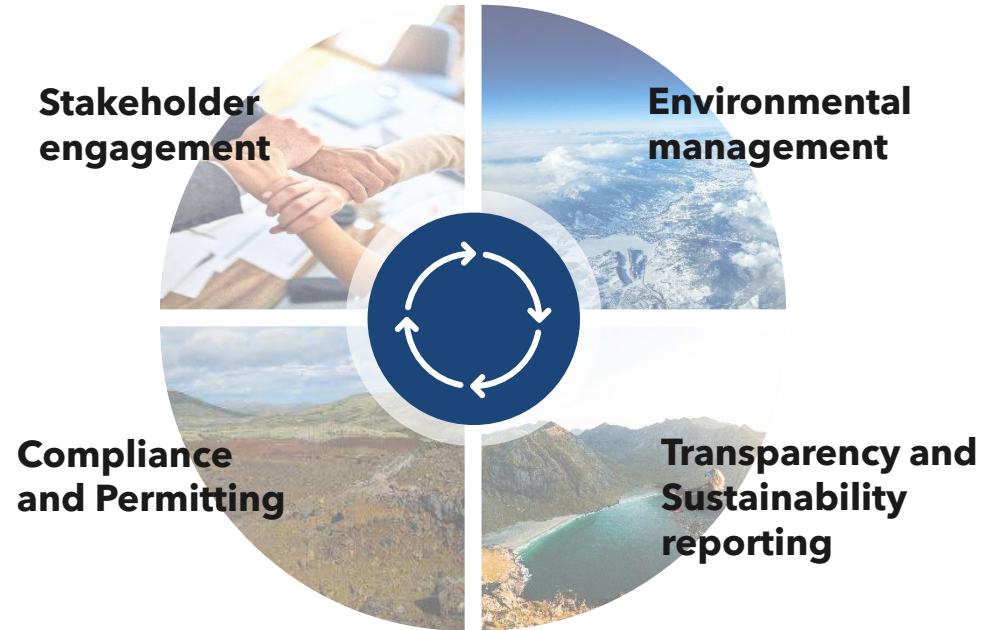 Stakeholder
engagement
Environmental
management
Compliance
and Permitting
Transparency and
Sustainability
reporting